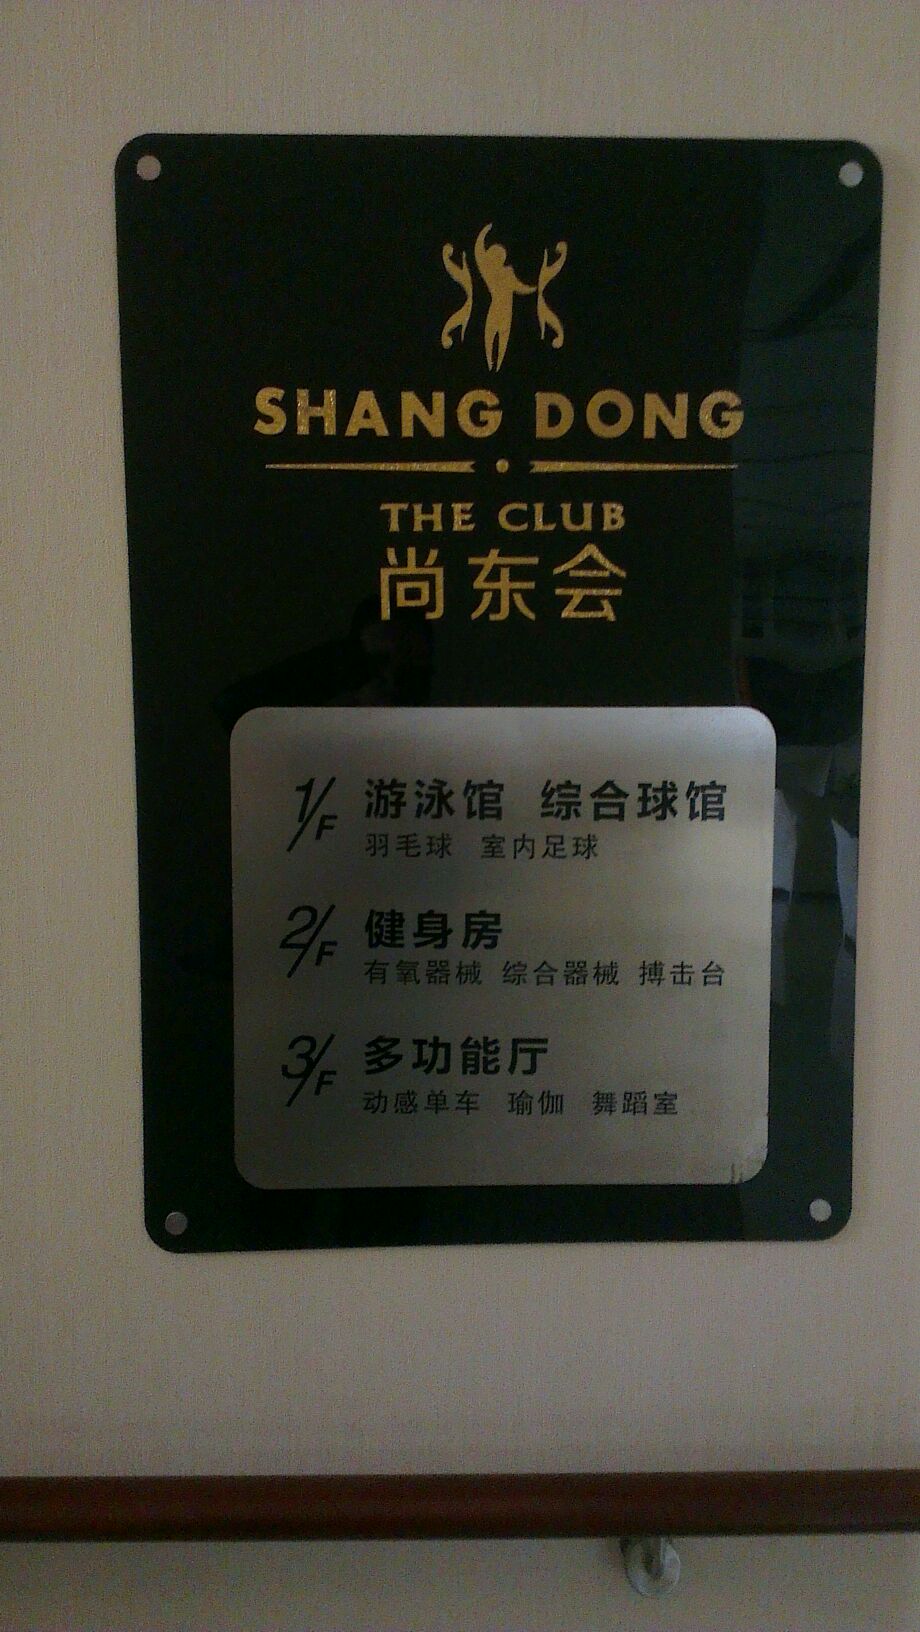 SHANG DONG
THE CLUB
尚东会
1/F 游泳馆 综合球馆
羽毛球 室内足球
2/F 健身房
有氧器械 综合器械 搏击台
3/F 多功能厅
动感单车 瑜伽 舞蹈室